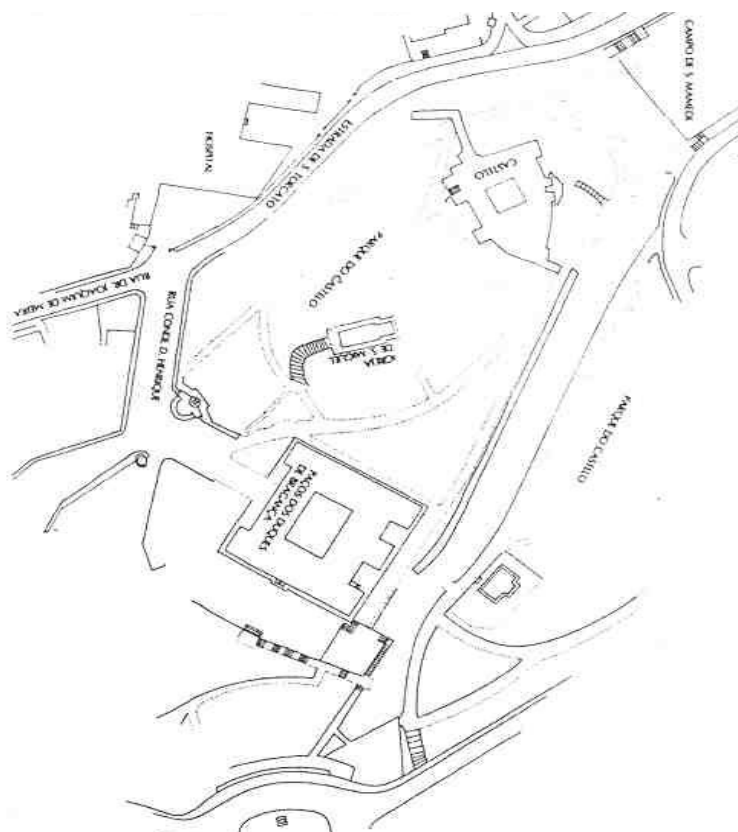 CAMPO DE S. MAMEDE
ESTRADA DE S. TORCATO
HOSPITAL
CASTELO
PARQUE DO CASTELO
RUA DR. JOAQUIM DE MEIRA
RUA CONDE D. HENRIQUE
IGREJA
DE S. MIGUEL
PARQUE DO CASTELO
PAÇOS DOS DUQUES
DE BRAGANÇA